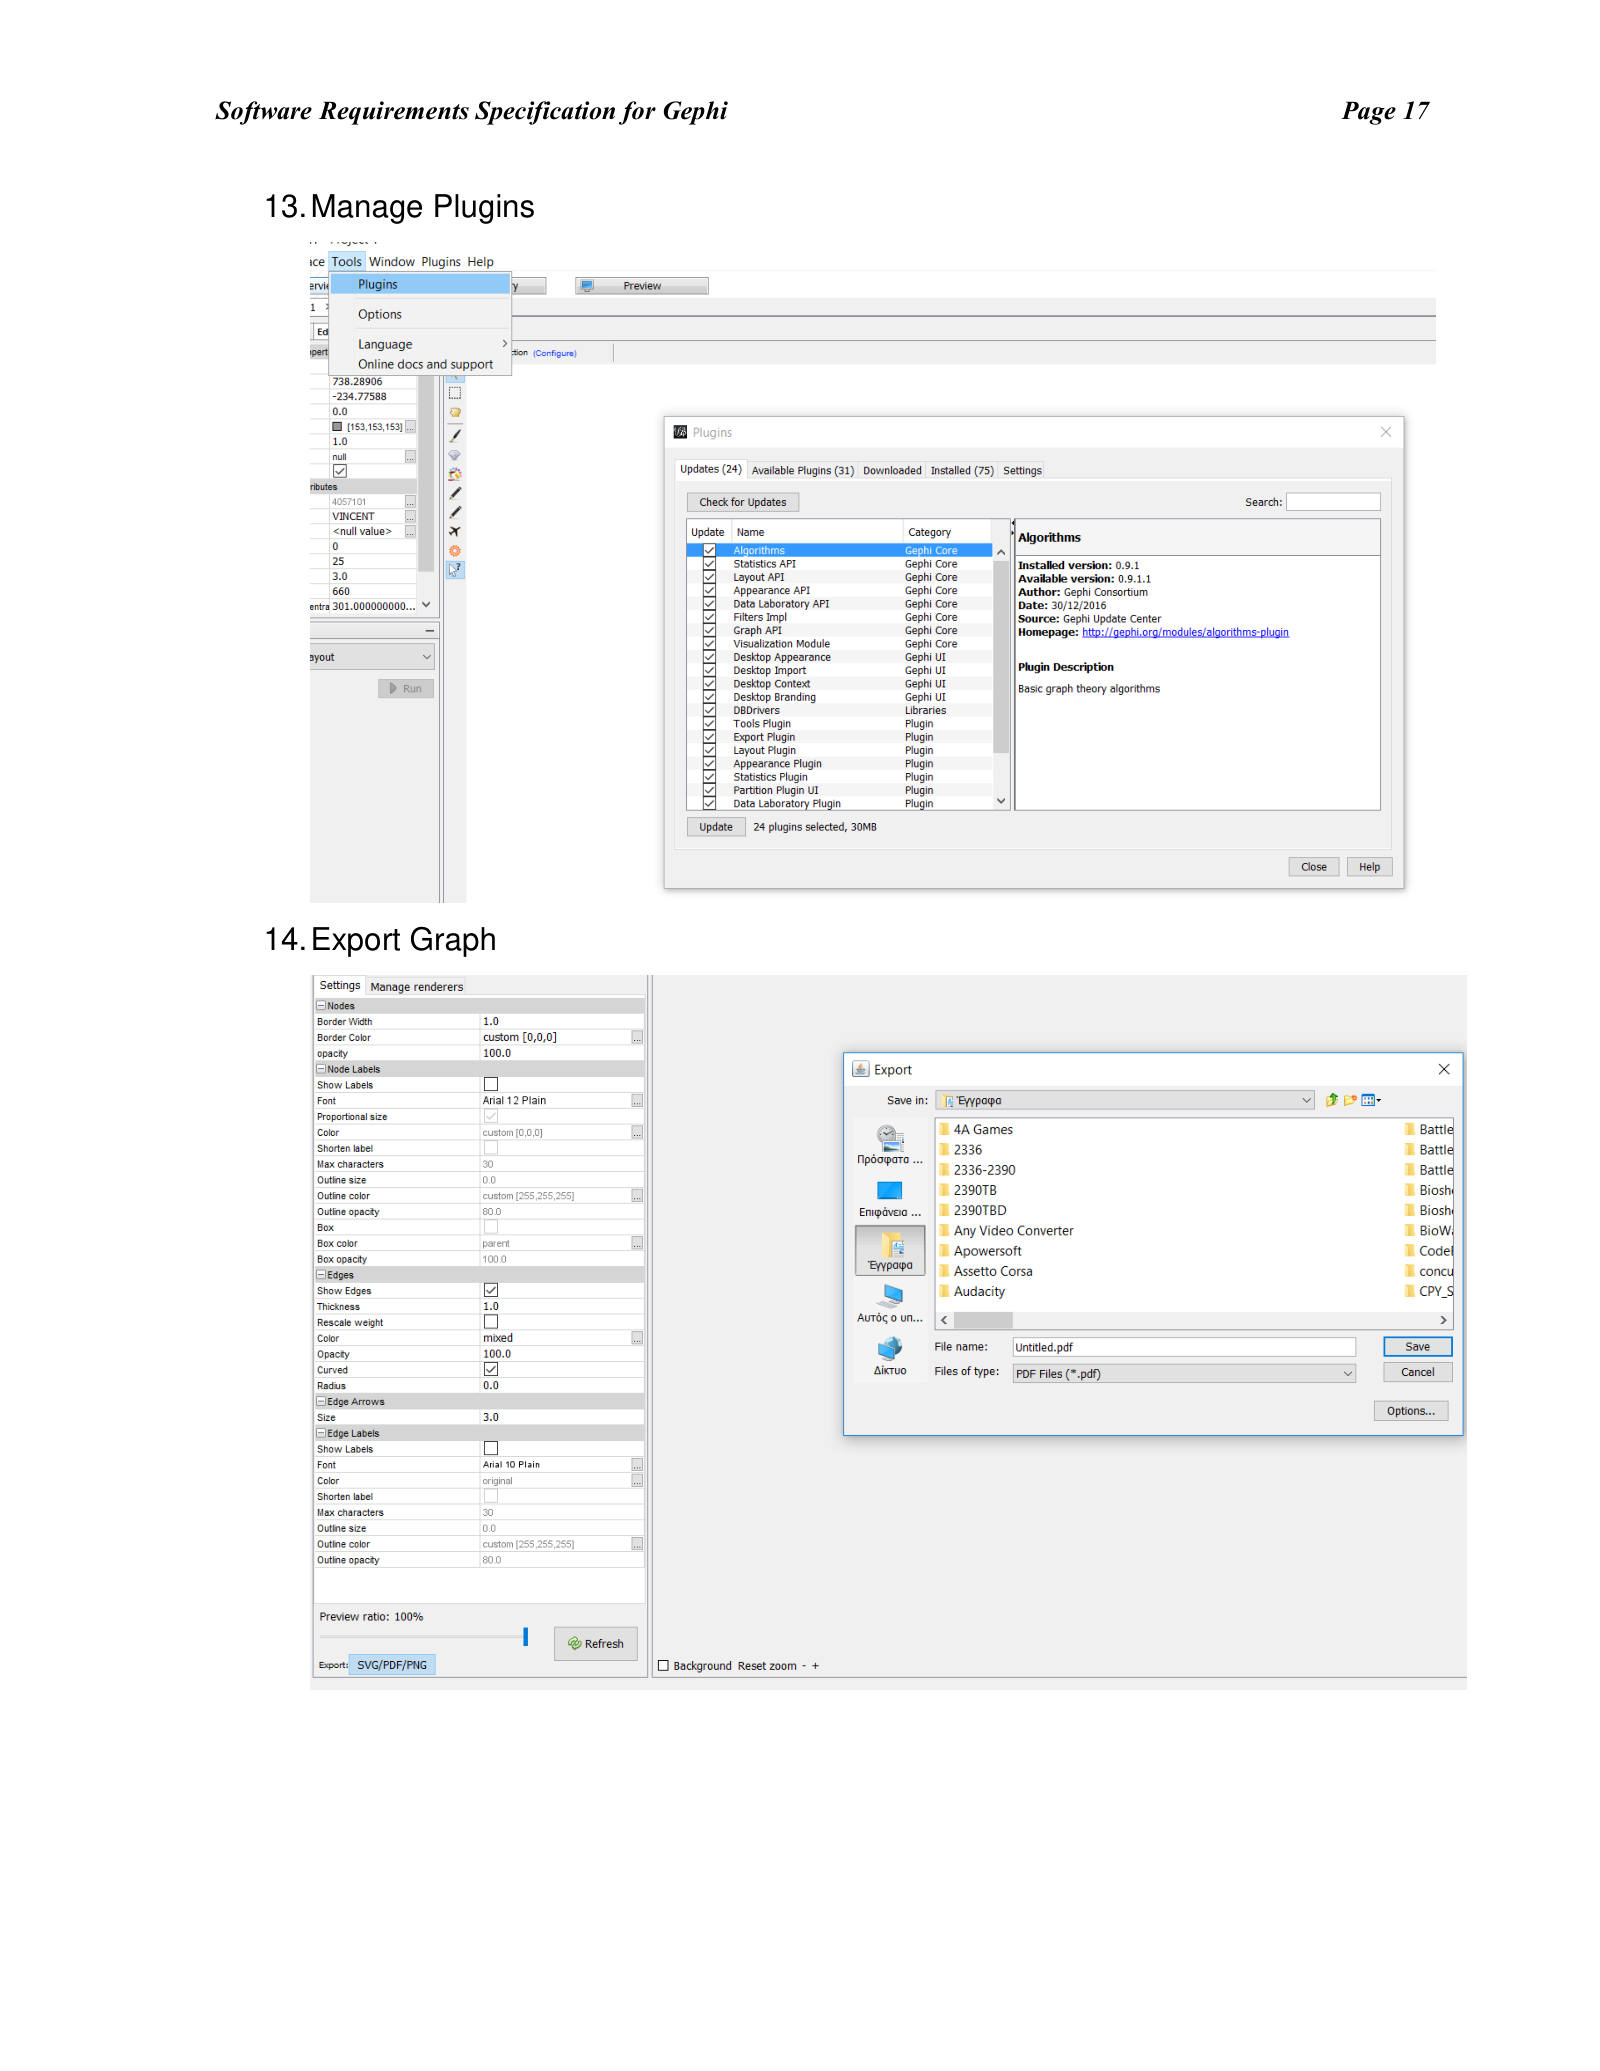 Software Requirements Specification for Gephi Page 17
13. Manage Plugins
Tools Window Plugins Help
Plugins
Preview
Options
Language
(Configure)
Online docs and support
738.28906
-234.77588
0.0
[153,153,153] ...
1.0
null ...
4057101 ...
VINCENT ...
<null value> ...
0
25
3.0
660
301.000000000...
Run
Plugins
Updates (24) Available Plugins (31) Downloaded Installed (75) Settings
Check for Updates Search:
Update Name Category
Algorithms Gephi Core
Statistics API Gephi Core
Layout API Gephi Core
Appearance API Gephi Core
Data Laboratory API Gephi Core
Filters Impl Gephi Core
Graph API Gephi Core
Visualization Module Gephi Core
Desktop Appearance Gephi UI
Desktop Import Gephi UI
Desktop Context Gephi UI
Desktop Branding Gephi UI
DBDrivers Libraries
Tools Plugin Plugin
Export Plugin Plugin
Layout Plugin Plugin
Appearance Plugin Plugin
Statistics Plugin Plugin
Partition Plugin UI Plugin
Data Laboratory Plugin Plugin
Algorithms
Installed version: 0.9.1
Available version: 0.9.1.1
Author: Gephi Consortium
Date: 30/12/2016
Source: Gephi Update Center
Homepage: http://gephi.org/modules/algorithms-plugin
Plugin Description
Basic graph theory algorithms
Update 24 plugins selected, 30MB
Close Help
14. Export Graph
Settings Manage renderers
Nodes
Border Width 1.0
Border Color custom [0,0,0] ...
opacity 100.0
Node Labels
Show Labels
Font Arial 12 Plain ...
Proportional size
Color custom [0,0,0] ...
Shorten label
Max characters 30
Outline size 0.0
Outline color custom [255,255,255] ...
Outline opacity 80.0
Box
Box color parent ...
Box opacity 100.0
Edges
Show Edges
Thickness 1.0
Rescale weight
Color mixed ...
Opacity 100.0
Curved
Radius 0.0
Edge Arrows
Size 3.0
Edge Labels
Show Labels
Font Arial 10 Plain ...
Color original ...
Shorten label
Max characters 30
Outline size 0.0
Outline color custom [255,255,255] ...
Outline opacity 80.0
Preview ratio: 100%
Refresh
Export: SVG/PDF/PNG
Background Reset zoom - +
Export
Save in: Έγγραφα
Πρόσφατα ...
Επιφάνεια ...
Έγγραφα
Αυτός ο υπ...
Δίκτυο
4A Games Battle
2336 Battle
2336-2390 Battle
2390TB Biosh
2390TBD Biosh
Any Video Converter BioWa
Apowersoft Code
Assetto Corsa concu
Audacity CPY_S
File name: Untitled.pdf Save
Files of type: PDF Files (*.pdf) Cancel
Options...